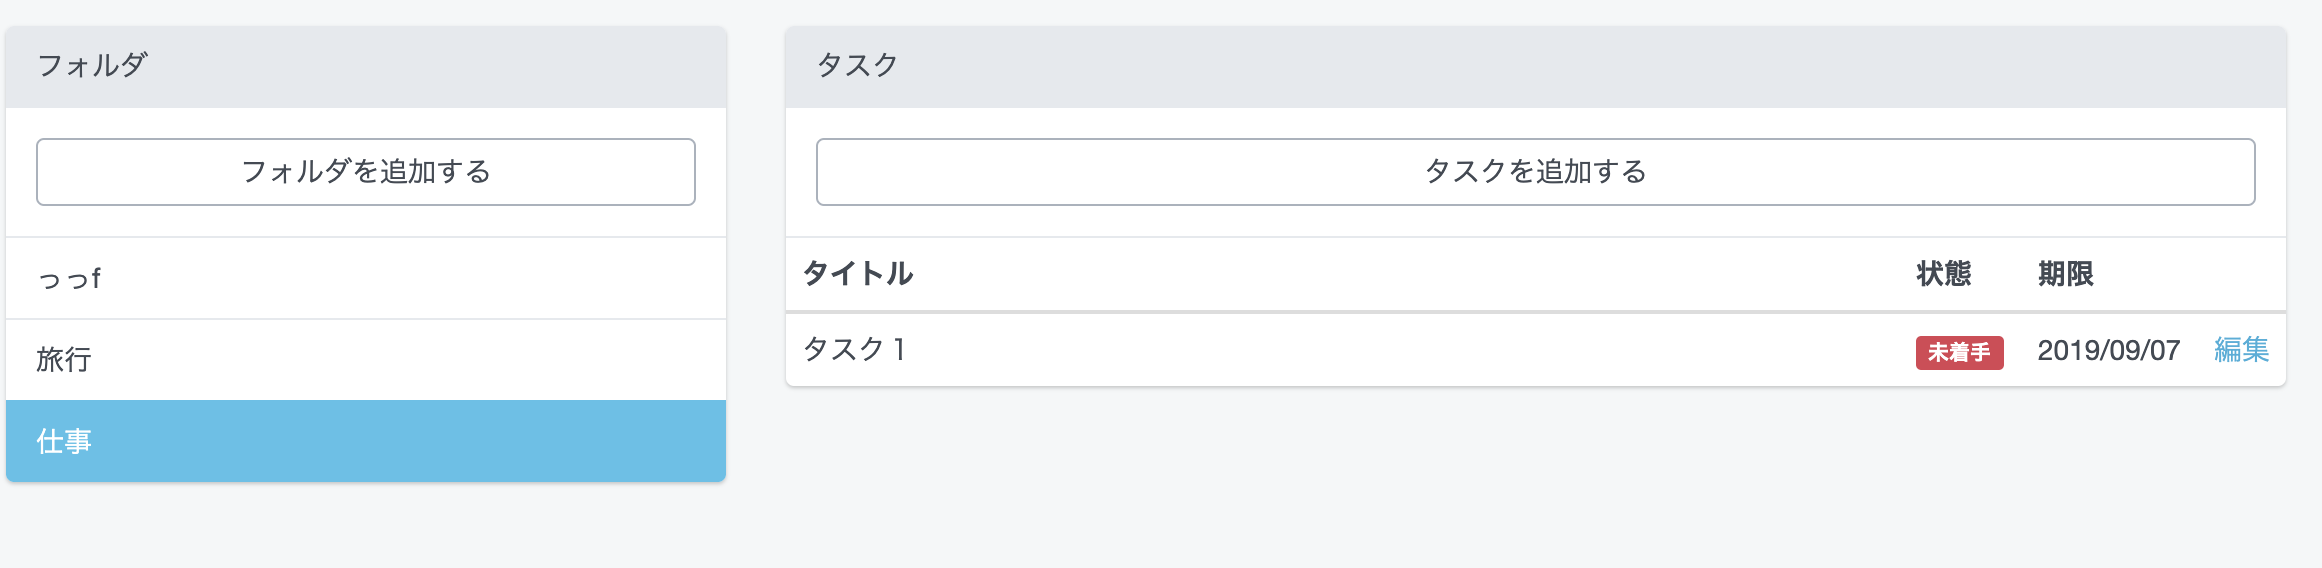 フォルダ
フォルダを追加する
っっf
旅行
仕事
タスク
タスクを追加する
タイトル 状態 期限
タスク 1 未着手 2019/09/07 編集